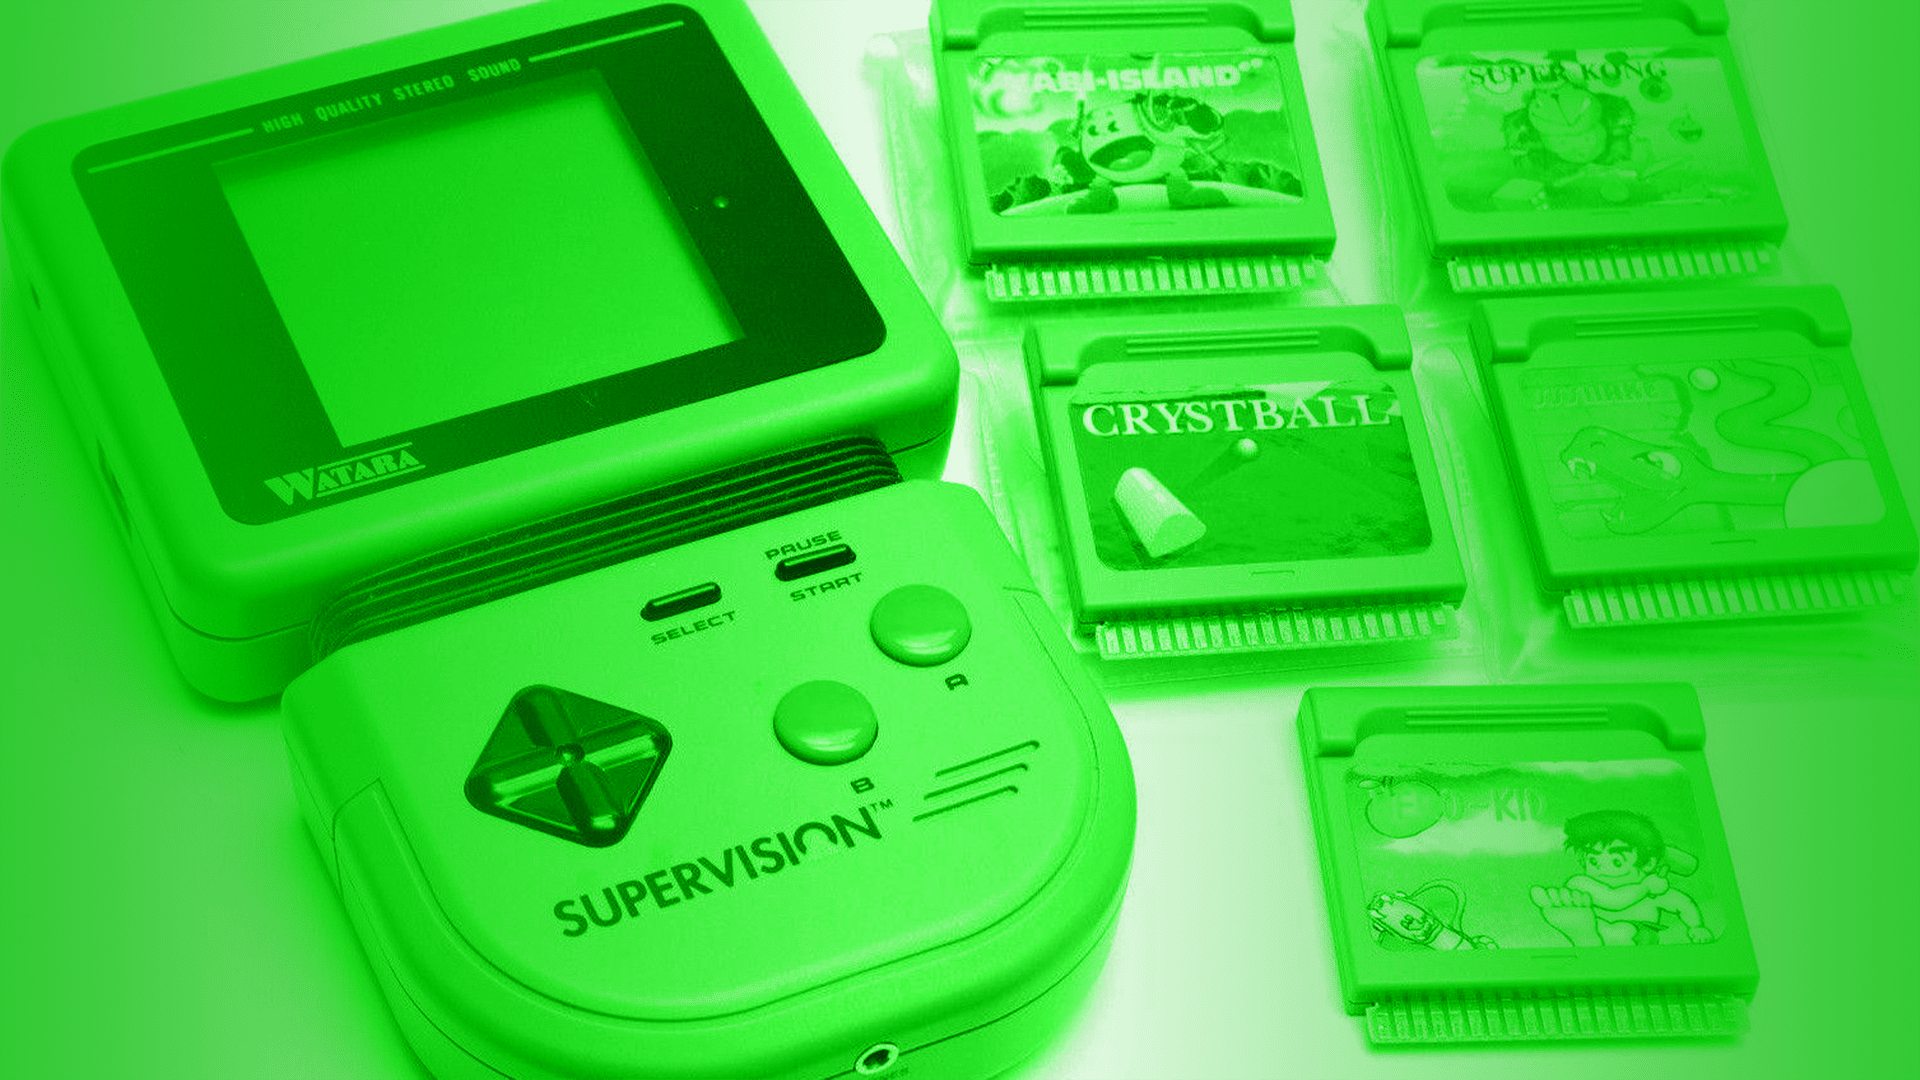 HIGH QUALITY STEREO SOUND
WATARA
PAUSE
START
SELECT
A
B
SUPERVISION™
SUPER KONG
CRYSTBALL